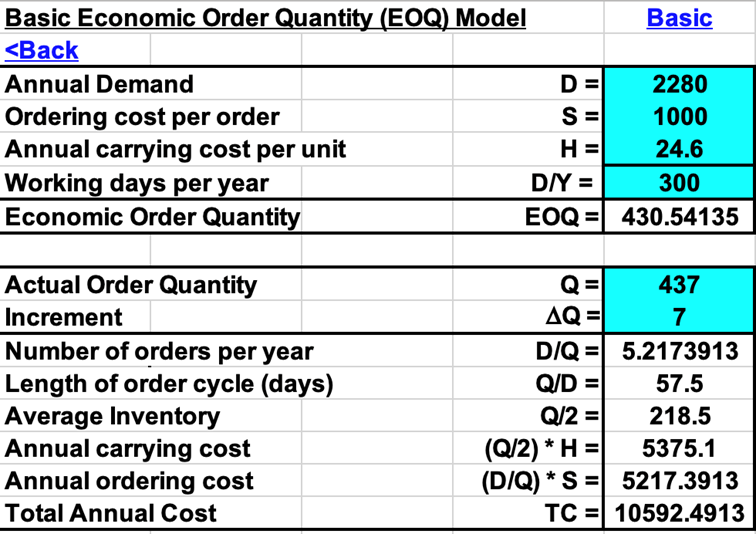 Basic Economic Order Quantity (EOQ) Model Basic
<Back
Annual Demand D = 2280
Ordering cost per order S = 1000
Annual carrying cost per unit H = 24.6
Working days per year D/Y = 300
Economic Order Quantity EOQ = 430.54135
Actual Order Quantity Q = 437
Increment ΔQ = 7
Number of orders per year D/Q = 5.2173913
Length of order cycle (days) Q/D = 57.5
Average Inventory Q/2 = 218.5
Annual carrying cost (Q/2) * H = 5375.1
Annual ordering cost (D/Q) * S = 5217.3913
Total Annual Cost TC = 10592.4913